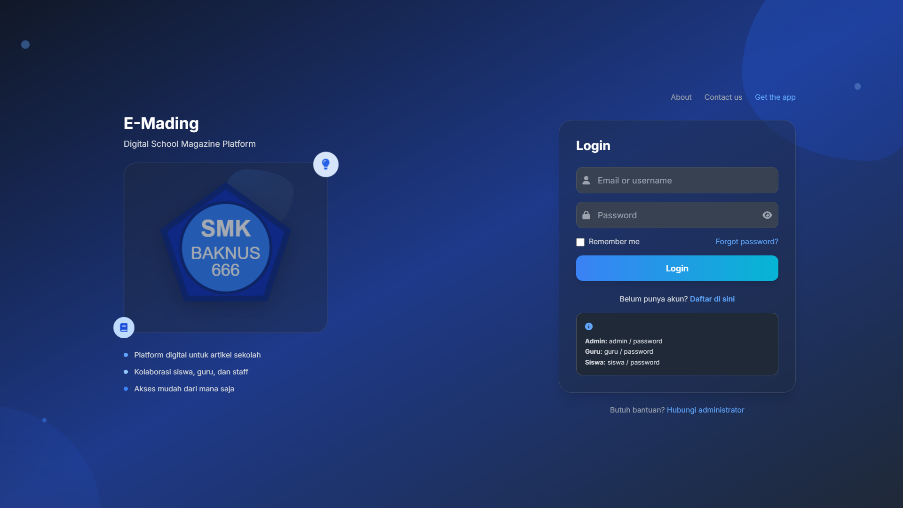 About Contact us Get the app
E-Mading
Digital School Magazine Platform
SMK
BAKNUS
666
Platform digital untuk artikel sekolah
Kolaborasi siswa, guru, dan staff
Akses mudah dari mana saja
Login
Email or username
Password
Remember me Forgot password?
Login
Belum punya akun? Daftar di sini
Admin: admin / password
Guru: guru / password
Siswa: siswa / password
Butuh bantuan? Hubungi administrator